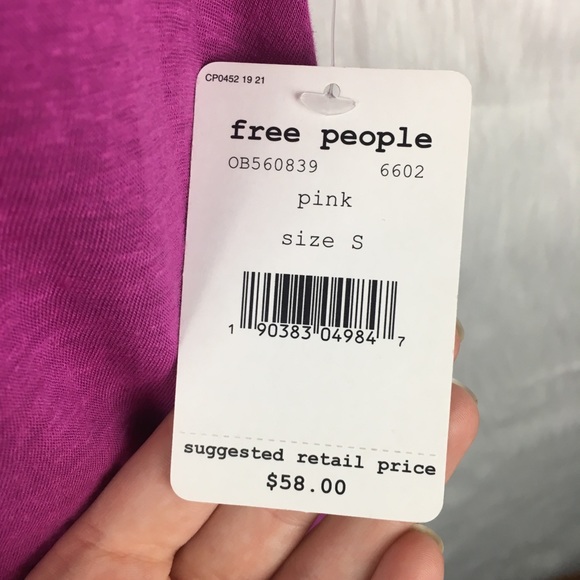 CP0452 19 21
free people
OB560839 6602
pink
size S
1 90383 04984 7
suggested retail price
$58.00